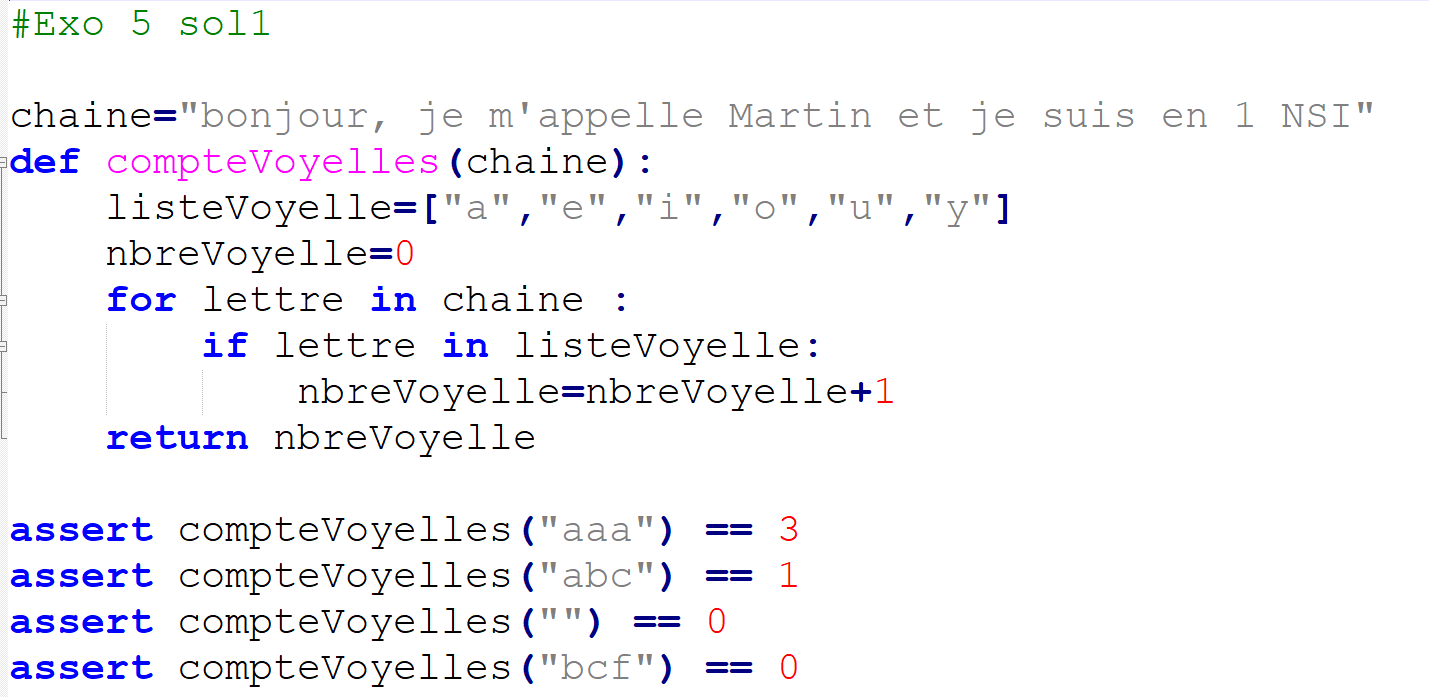 #Exo 5 sol1
chaine="bonjour, je m'appelle Martin et je suis en 1 NSI"
def compteVoyelles(chaine):
    listeVoyelle=["a","e","i","o","u","y"]
    nbreVoyelle=0
    for lettre in chaine :
        if lettre in listeVoyelle:
            nbreVoyelle=nbreVoyelle+1
    return nbreVoyelle
assert compteVoyelles("aaa") == 3
assert compteVoyelles("abc") == 1
assert compteVoyelles("") == 0
assert compteVoyelles("bcf") == 0